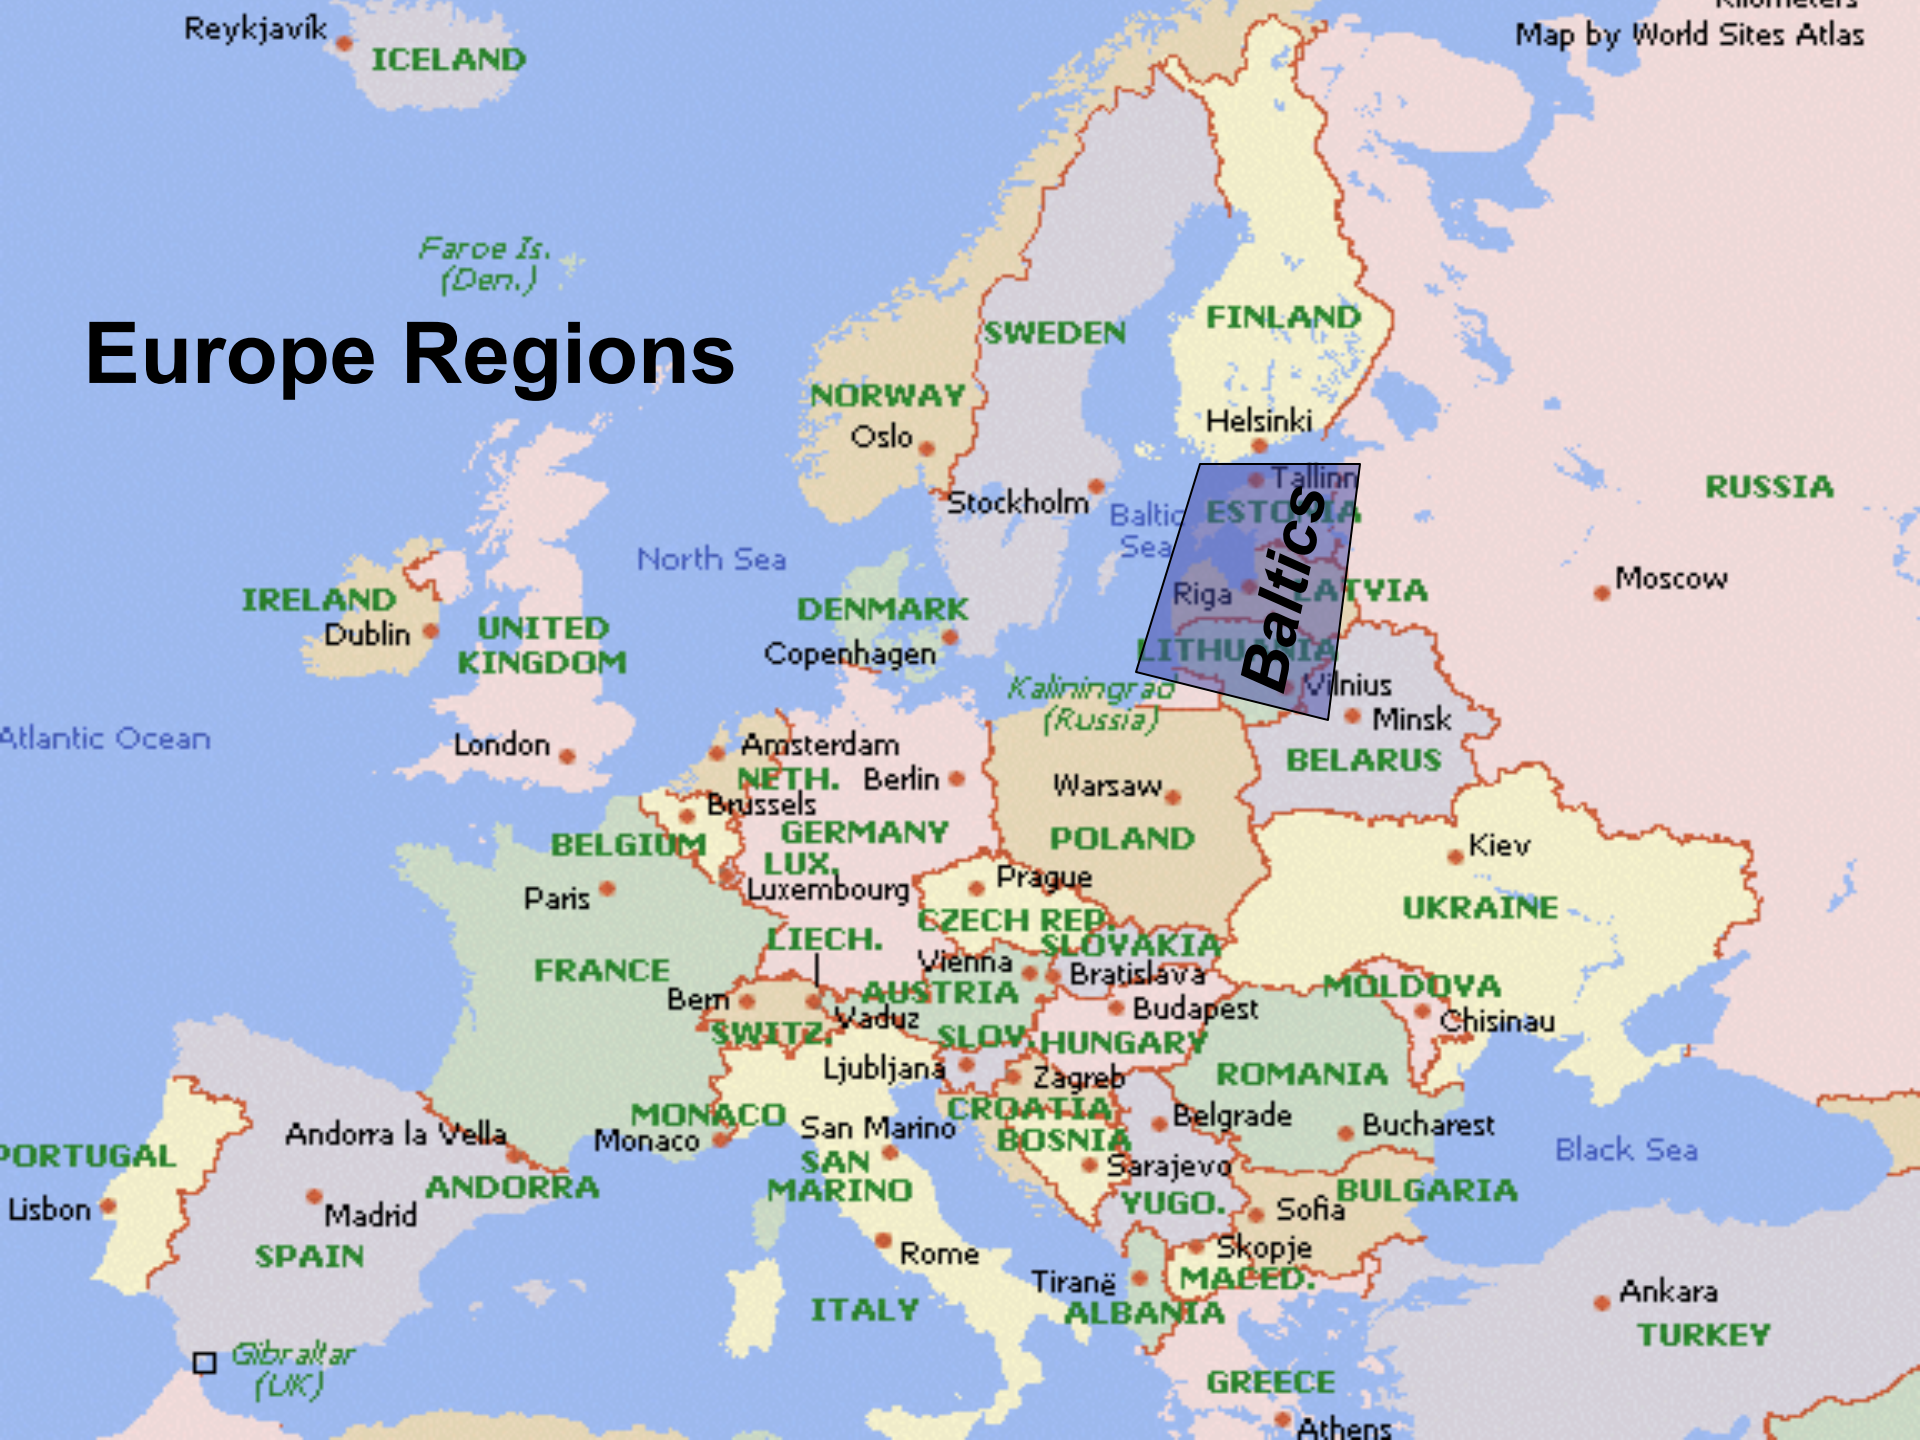 Kilometers
Map by World Sites Atlas
Reykjavík
ICELAND
Faroe Is.
(Den.)
Europe Regions
SWEDEN
FINLAND
NORWAY
Oslo
Helsinki
Stockholm
Tallinn
Baltic
Sea
ESTONIA
RUSSIA
Baltics
North Sea
Moscow
IRELAND
Dublin
UNITED
KINGDOM
DENMARK
Copenhagen
Riga
LATVIA
LITHUANIA
Kaliningrad
(Russia)
Vilnius
Minsk
BELARUS
Atlantic Ocean
London
Amsterdam
NETH.
Berlin
Warsaw
POLAND
Brussels
BELGIUM
GERMANY
LUX.
Luxembourg
Prague
CZECH REP.
Kiev
UKRAINE
Paris
FRANCE
LIECH.
SLOVAKIA
Vienna
Bratislava
AUSTRIA
Bern
Vaduz
SWITZ.
Budapest
HUNGARY
MOLDOVA
Chisinau
SLOV.
Ljubljana
Zagreb
ROMANIA
CROATIA
Belgrade
Bucharest
MONACO
Monaco
San Marino
SAN
MARINO
BOSNIA
Sarajevo
YUGO.
Black Sea
Andorra la Vella
ANDORRA
PORTUGAL
Lisbon
Madrid
SPAIN
BULGARIA
Sofia
Rome
ITALY
Skopje
MACED.
Tiranë
ALBANIA
Ankara
TURKEY
Gibraltar
(UK)
GREECE
Athens